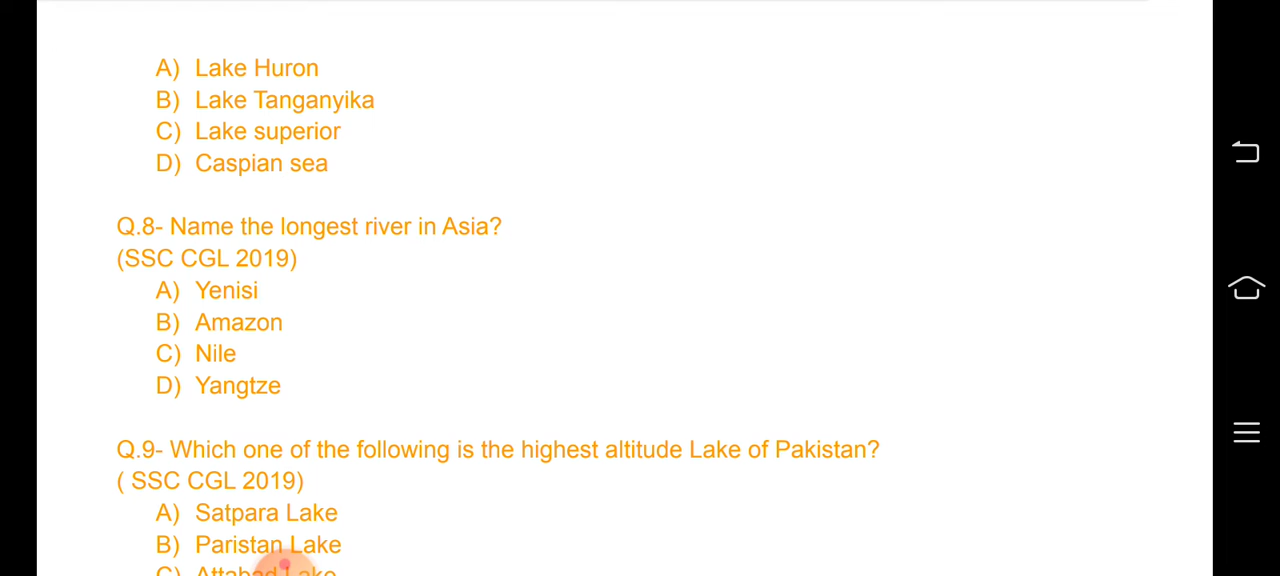 A) Lake Huron
B) Lake Tanganyika
C) Lake superior
D) Caspian sea
Q.8- Name the longest river in Asia?
(SSC CGL 2019)
A) Yenisi
B) Amazon
C) Nile
D) Yangtze
Q.9- Which one of the following is the highest altitude Lake of Pakistan?
( SSC CGL 2019)
A) Satpara Lake
B) Paristan Lake
C) Attabad Lake